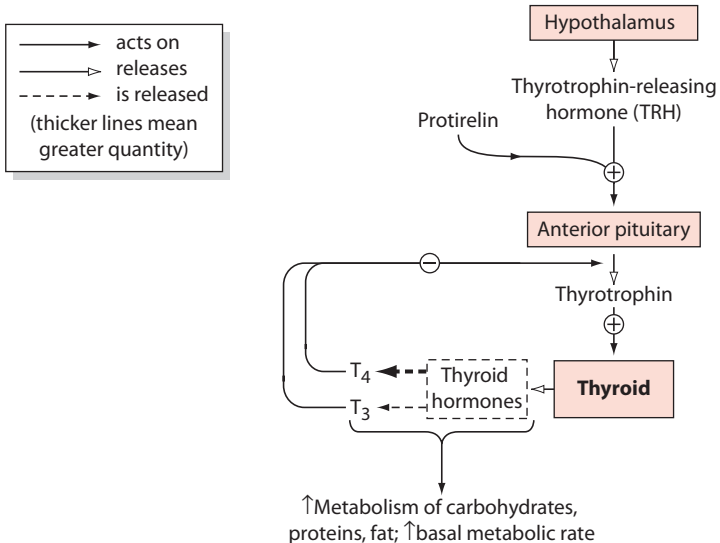 acts on
releases
is released
(thicker lines mean
greater quantity)
Hypothalamus
Thyrotrophin-releasing
hormone (TRH)
Protirelin
+
Anterior pituitary
−
Thyrotrophin
+
T4
Thyroid
hormones
Thyroid
T3
↑Metabolism of carbohydrates,
proteins, fat; ↑basal metabolic rate